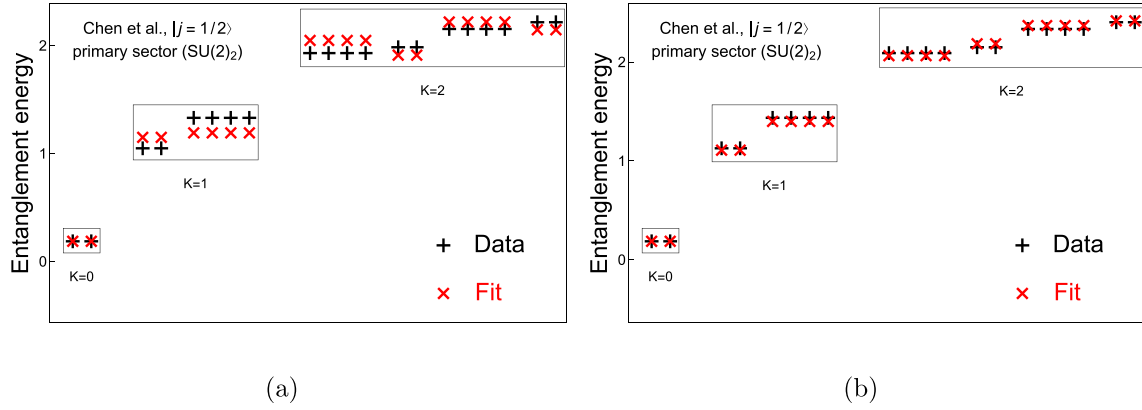 Chen et al., |j = 1/2⟩
primary sector (SU(2)₂)
Entanglement energy
2
1
0
K=0
K=1
K=2
Data
Fit
(a)
Chen et al., |j = 1/2⟩
primary sector (SU(2)₂)
Entanglement energy
2
1
0
K=0
K=1
K=2
Data
Fit
(b)